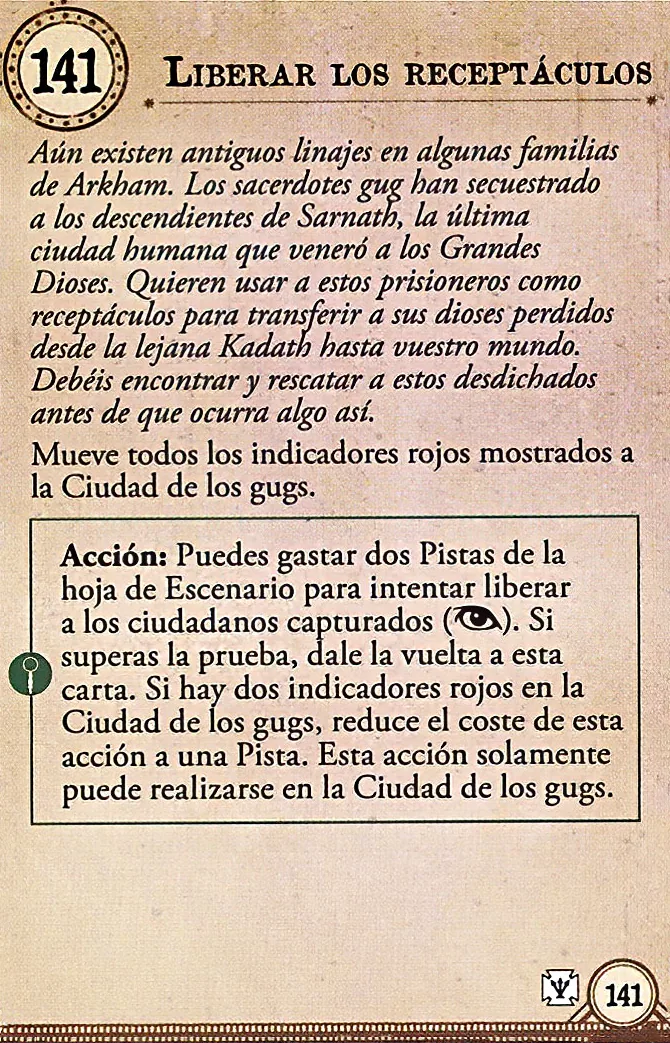 141
LIBERAR LOS RECEPTÁCULOS
Aún existen antiguos linajes en algunas familias
de Arkham. Los sacerdotes gug han secuestrado
a los descendientes de Sarnath, la última
ciudad humana que veneró a los Grandes
Dioses. Quieren usar a estos prisioneros como
receptáculos para transferir a sus dioses perdidos
desde la lejana Kadath hasta vuestro mundo.
Debéis encontrar y rescatar a estos desdichados
antes de que ocurra algo así.
Mueve todos los indicadores rojos mostrados a
la Ciudad de los gugs.
Acción: Puedes gastar dos Pistas de la
hoja de Escenario para intentar liberar
a los ciudadanos capturados (). Si
superas la prueba, dale la vuelta a esta
carta. Si hay dos indicadores rojos en la
Ciudad de los gugs, reduce el coste de esta
acción a una Pista. Esta acción solamente
puede realizarse en la Ciudad de los gugs.
141